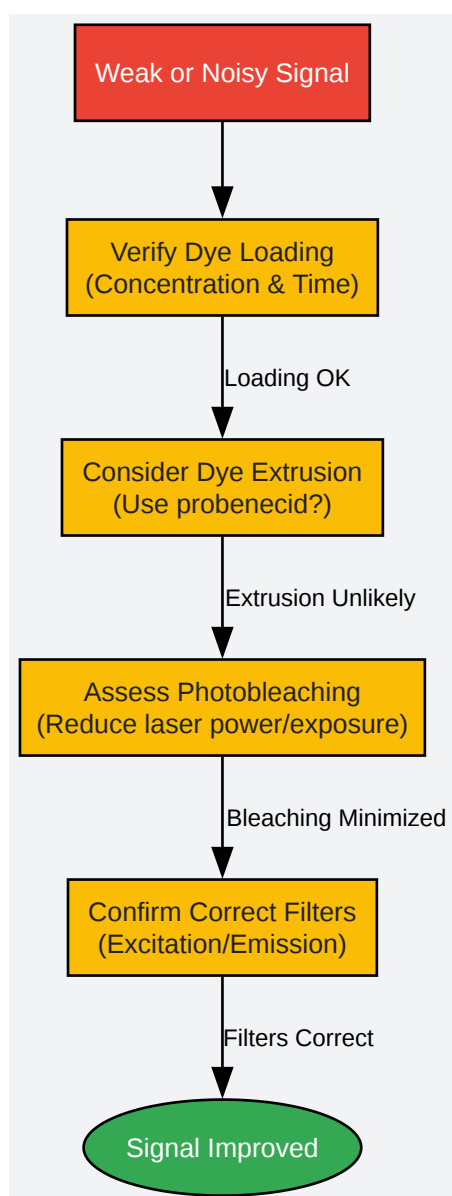 Weak or Noisy Signal
Verify Dye Loading
(Concentration & Time)
Loading OK
Consider Dye Extrusion
(Use probenecid?)
Extrusion Unlikely
Assess Photobleaching
(Reduce laser power/exposure)
Bleaching Minimized
Confirm Correct Filters
(Excitation/Emission)
Filters Correct
Signal Improved